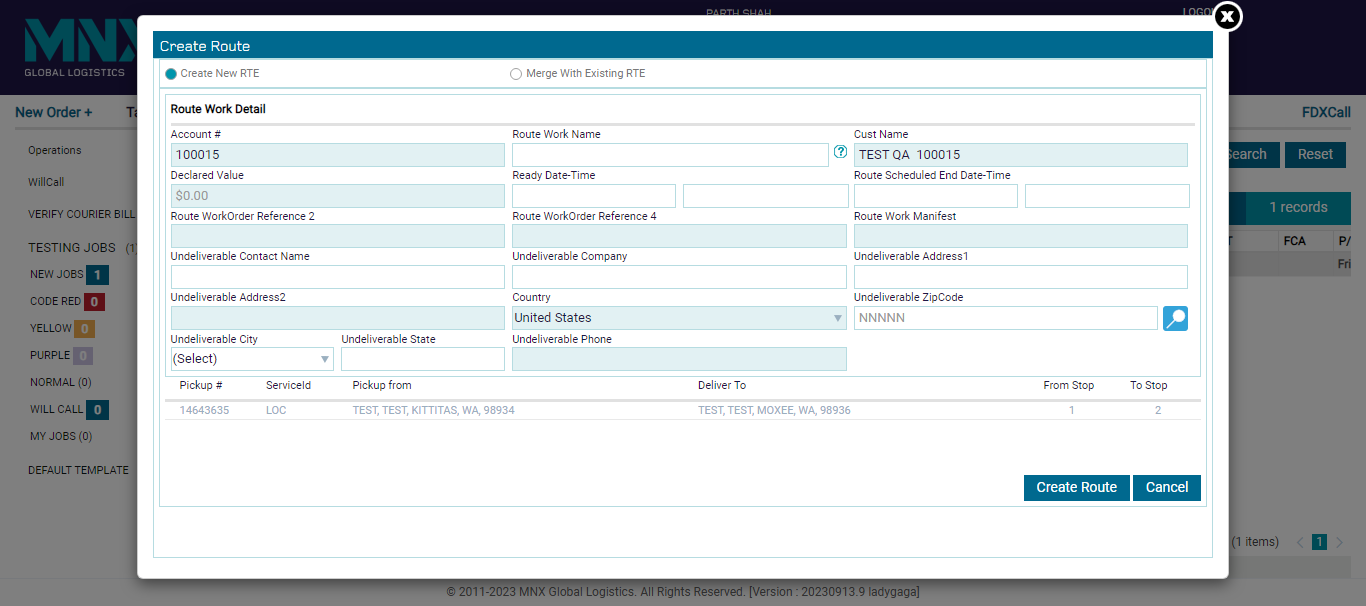 PARTH SHAH
MNX
GLOBAL LOGISTICS
X
Create Route
Create New RTE
Merge With Existing RTE
New Order +
FDXCall
Route Work Detail
Account #
Route Work Name
Cust Name
100015
?
TEST QA 100015
Search
Reset
Declared Value
Ready Date-Time
Route Scheduled End Date-Time
$0.00
Operations
WillCall
VERIFY COURIER BILL
1 records
Route WorkOrder Reference 2
Route WorkOrder Reference 4
Route Work Manifest
FCA
TESTING JOBS (1)
Undeliverable Contact Name
Undeliverable Company
Undeliverable Address1
Fri
NEW JOBS 1
CODE RED 0
Undeliverable Address2
Country
Undeliverable ZipCode
United States
NNNNN
YELLOW 0
Undeliverable City
Undeliverable State
Undeliverable Phone
(Select)
PURPLE 0
NORMAL (0)
Pickup #
ServiceId
Pickup from
Deliver To
From Stop
To Stop
WILL CALL 0
14643635
LOC
TEST, TEST, KITTITAS, WA, 98934
TEST, TEST, MOXEE, WA, 98936
1
2
MY JOBS (0)
DEFAULT TEMPLATE
Create Route
Cancel
(1 items)
1
© 2011-2023 MNX Global Logistics. All Rights Reserved. [Version : 20230913.9 ladygaga]